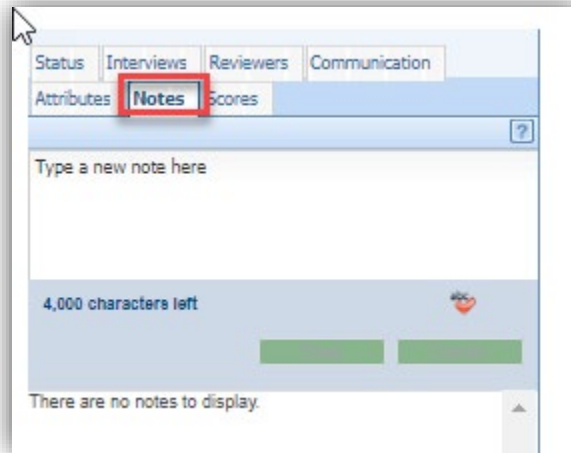 Status Interviews Reviewers Communication
Attributes Notes Scores
?
Type a new note here
4,000 characters left
abc
There are no notes to display.